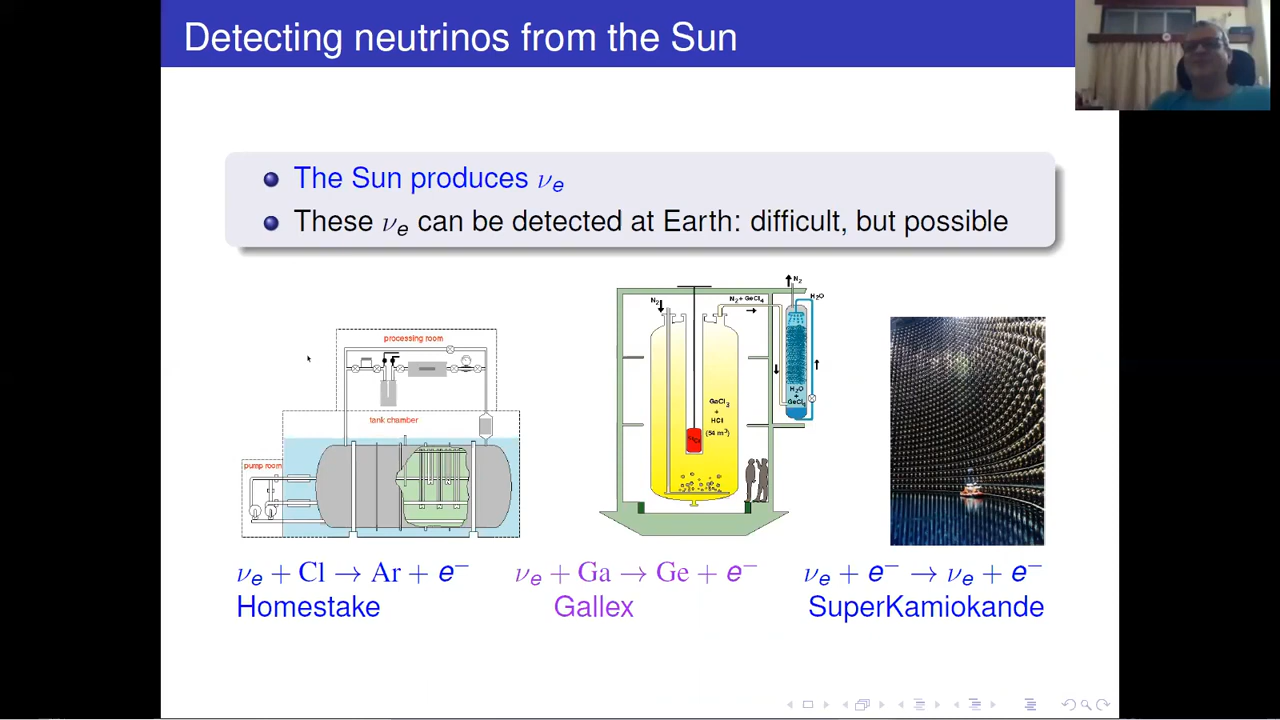 Detecting neutrinos from the Sun
The Sun produces νe
These νe can be detected at Earth: difficult, but possible
processing room
tank chamber
pump room
N2
N2 + GeCl4
N2
H2O
GaCl3
+
HCl
(54 m3)
H2O
+
GeCl4
νe + Cl → Ar + e−
Homestake
νe + Ga → Ge + e−
Gallex
νe + e− → νe + e−
SuperKamiokande